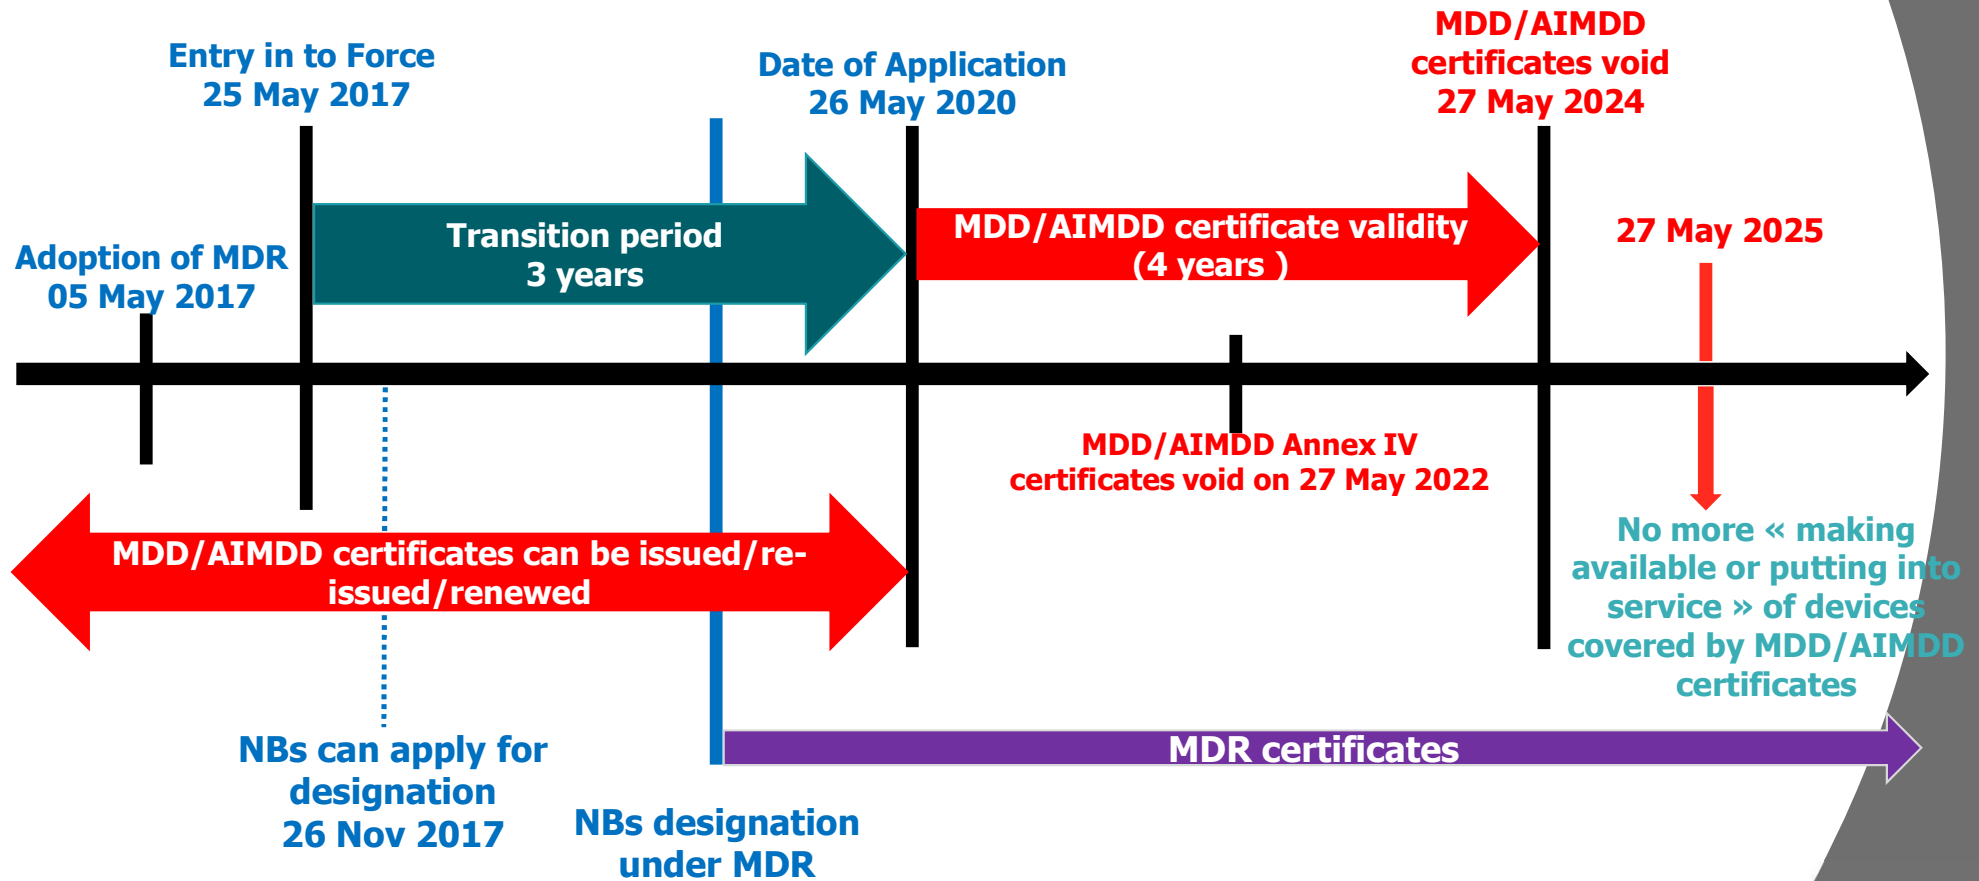 Entry in to Force
25 May 2017
Date of Application
26 May 2020
MDD/AIMDD
certificates void
27 May 2024
Adoption of MDR
05 May 2017
Transition period
3 years
MDD/AIMDD certificate validity
(4 years )
27 May 2025
MDD/AIMDD Annex IV
certificates void on 27 May 2022
MDD/AIMDD certificates can be issued/re-
issued/renewed
No more « making
available or putting into
service » of devices
covered by MDD/AIMDD
certificates
NBs can apply for
designation
26 Nov 2017
MDR certificates
NBs designation
under MDR